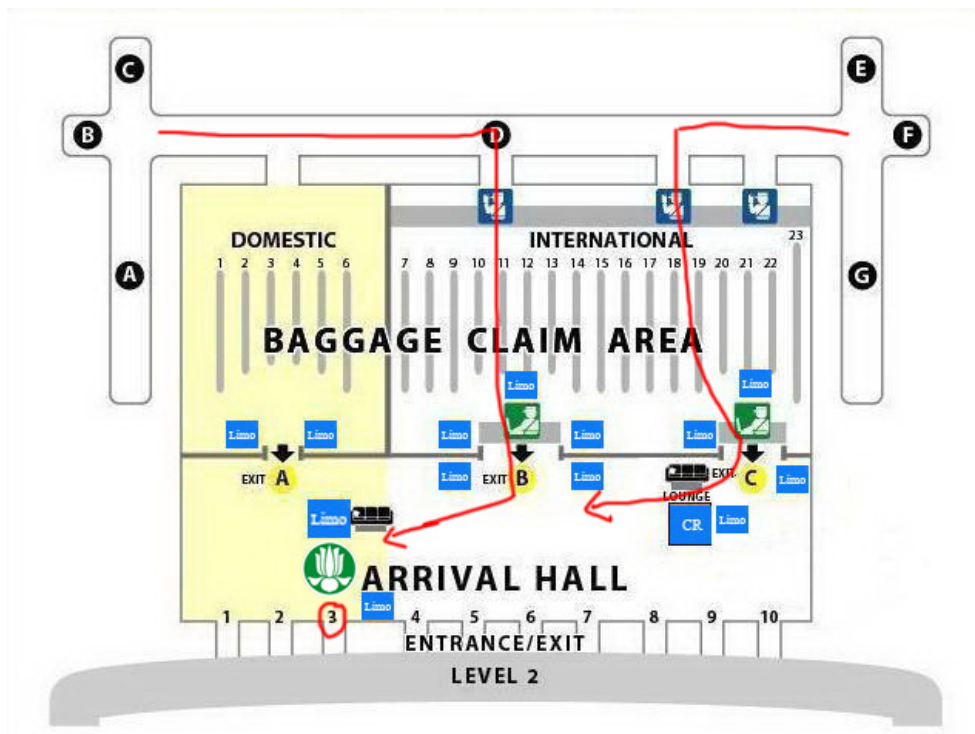 C
E
B
D
F
A
G
DOMESTIC
INTERNATIONAL
23
1 2 3 4 5 6 7 8 9 10 11 12 13 14 15 16 17 18 19 20 21 22
BAGGAGE CLAIM AREA
Limo
Limo
Limo
Limo
Limo
Limo
Limo
EXIT A
Limo
EXIT B
Limo
EXIT C
Limo
LOUNGE
Limo
CR
Limo
ARRIVAL HALL
Limo
1 2 3 4 5 6 7 8 9 10
ENTRANCE/EXIT
LEVEL 2